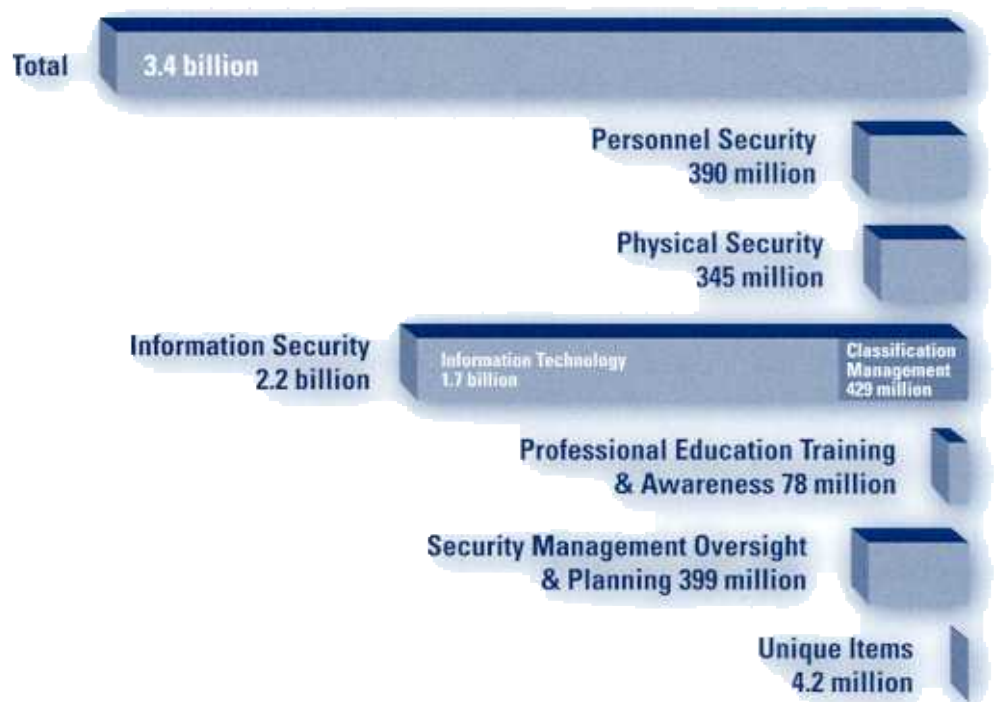 Total
3.4 billion
Personnel Security
390 million
Physical Security
345 million
Information Security
2.2 billion
Information Technology
1.7 billion
Classification
Management
429 million
Professional Education Training
& Awareness 78 million
Security Management Oversight
& Planning 399 million
Unique Items
4.2 million